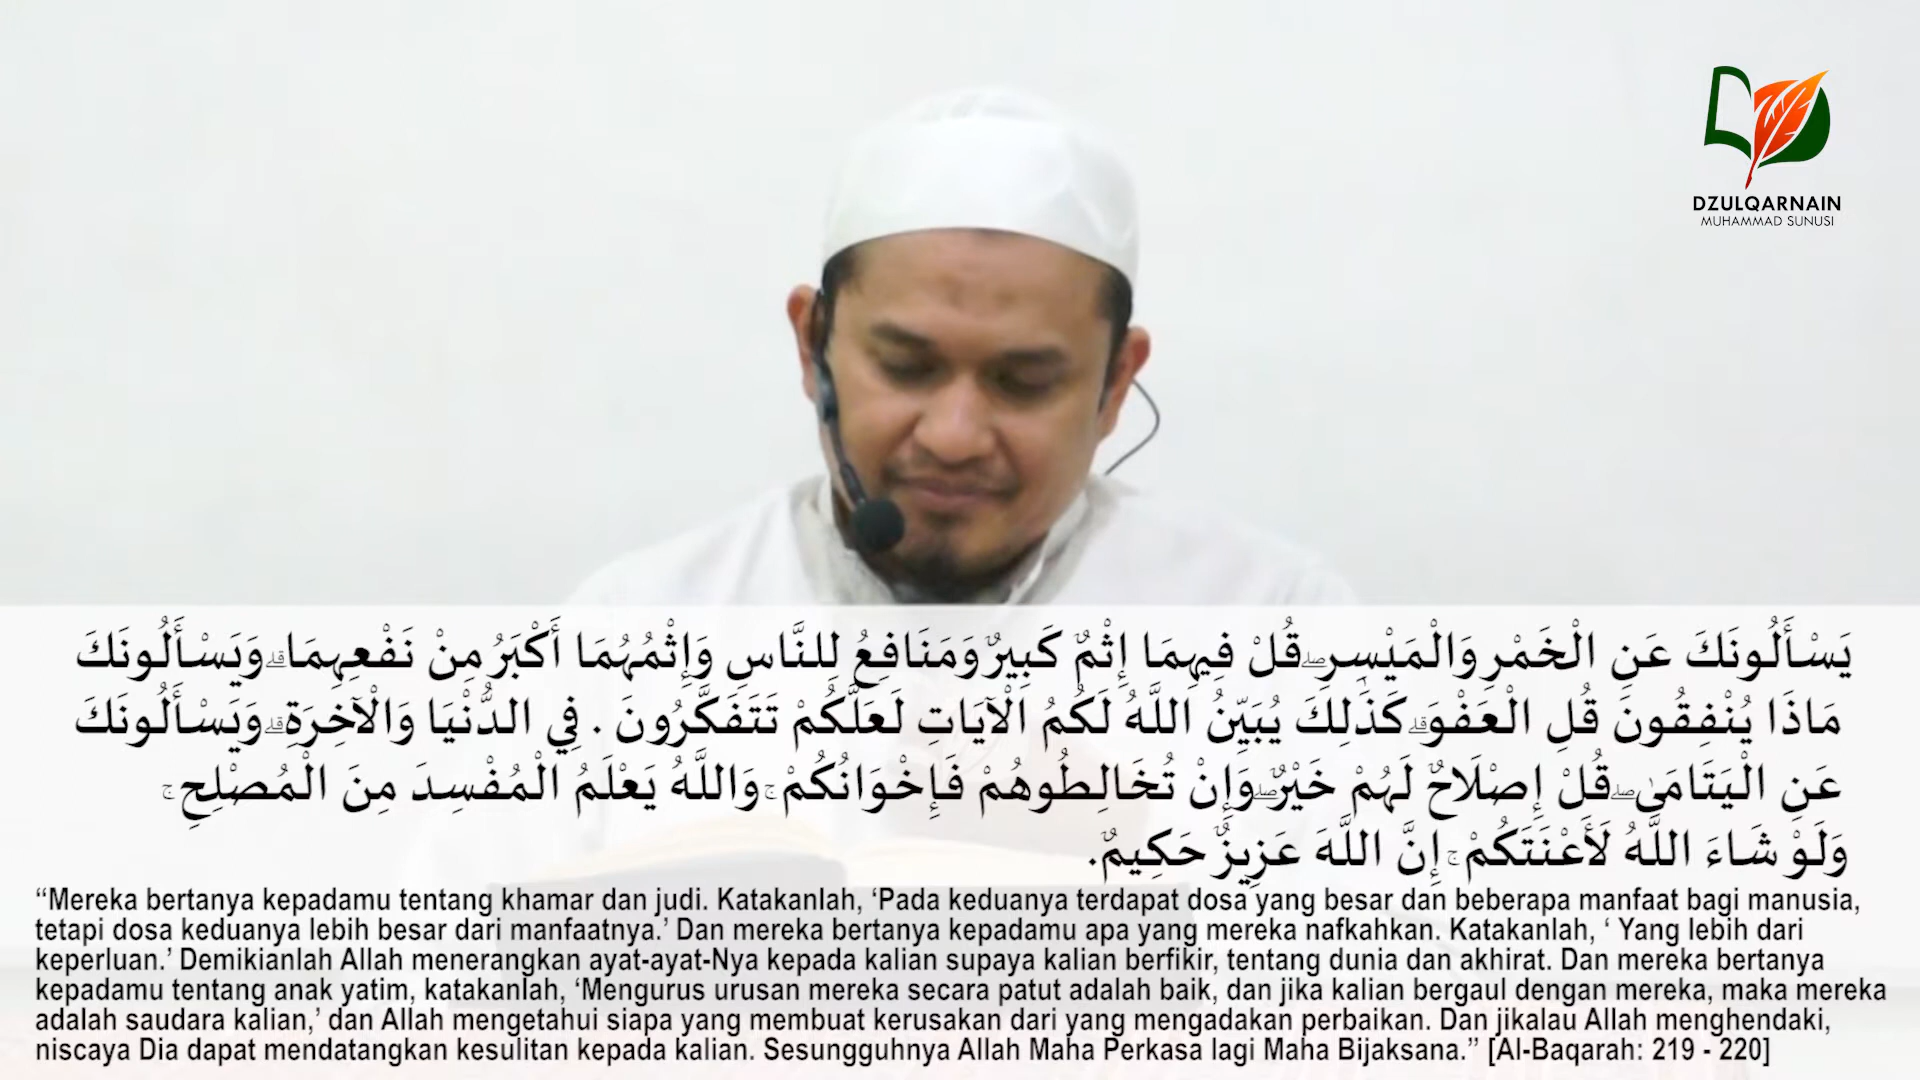 DZULQARNAIN
MUHAMMAD SUNUSI
يَسْأَلُونَكَ عَنِ الْخَمْرِ وَالْمَيْسِرِ ۖ قُلْ فِيهِمَا إِثْمٌ كَبِيرٌ وَمَنَافِعُ لِلنَّاسِ وَإِثْمُهُمَا أَكْبَرُ مِنْ نَفْعِهِمَا ۗ وَيَسْأَلُونَكَ
مَاذَا يُنْفِقُونَ قُلِ الْعَفْوَ ۗ كَذَٰلِكَ يُبَيِّنُ اللَّهُ لَكُمُ الْآيَاتِ لَعَلَّكُمْ تَتَفَكَّرُونَ . فِي الدُّنْيَا وَالْآخِرَةِ ۗ وَيَسْأَلُونَكَ
عَنِ الْيَتَامَىٰ ۖ قُلْ إِصْلَاحٌ لَهُمْ خَيْرٌ ۖ وَإِنْ تُخَالِطُوهُمْ فَإِخْوَانُكُمْ ۚ وَاللَّهُ يَعْلَمُ الْمُفْسِدَ مِنَ الْمُصْلِحِ ۚ
وَلَوْ شَاءَ اللَّهُ لَأَعْنَتَكُمْ ۚ إِنَّ اللَّهَ عَزِيزٌ حَكِيمٌ.
“Mereka bertanya kepadamu tentang khamar dan judi. Katakanlah, ‘Pada keduanya terdapat dosa yang besar dan beberapa manfaat bagi manusia,
tetapi dosa keduanya lebih besar dari manfaatnya.’ Dan mereka bertanya kepadamu apa yang mereka nafkahkan. Katakanlah, ‘ Yang lebih dari
keperluan.’ Demikianlah Allah menerangkan ayat-ayat-Nya kepada kalian supaya kalian berfikir, tentang dunia dan akhirat. Dan mereka bertanya
kepadamu tentang anak yatim, katakanlah, ‘Mengurus urusan mereka secara patut adalah baik, dan jika kalian bergaul dengan mereka, maka mereka
adalah saudara kalian,’ dan Allah mengetahui siapa yang membuat kerusakan dari yang mengadakan perbaikan. Dan jikalau Allah menghendaki,
niscaya Dia dapat mendatangkan kesulitan kepada kalian. Sesungguhnya Allah Maha Perkasa lagi Maha Bijaksana.” [Al-Baqarah: 219 - 220]